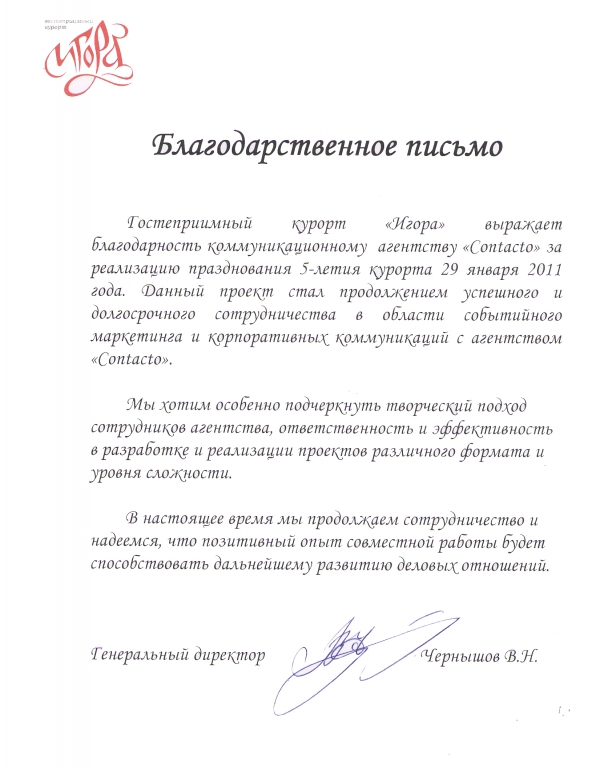 гостеприимный
курорт
ИГОРА
Благодарственное письмо
Гостеприимный курорт «Игора» выражает
благодарность коммуникационному агентству «Contacto» за
реализацию празднования 5-летия курорта 29 января 2011
года. Данный проект стал продолжением успешного и
долгосрочного сотрудничества в области событийного
маркетинга и корпоративных коммуникаций с агентством
«Contacto».
Мы хотим особенно подчеркнуть творческий подход
сотрудников агентства, ответственность и эффективность
в разработке и реализации проектов различного формата и
уровня сложности.
В настоящее время мы продолжаем сотрудничество и
надеемся, что позитивный опыт совместной работы будет
способствовать дальнейшему развитию деловых отношений.
Генеральный директор Чернышов В.Н.